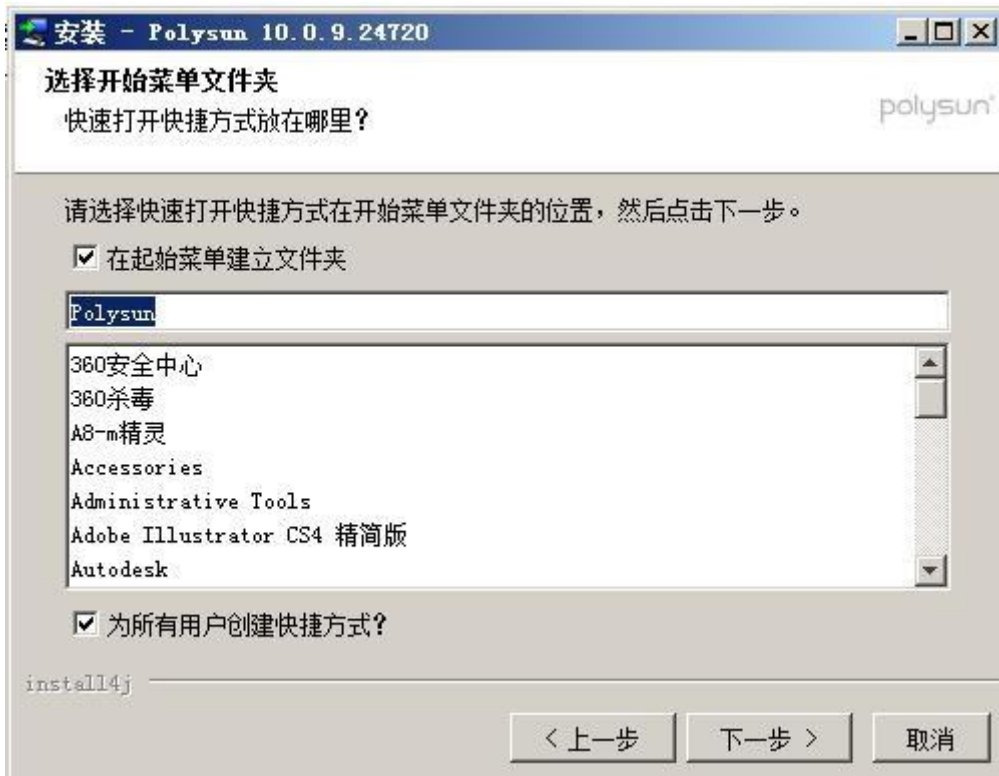 安装 - Polysun 10.0.9.24720
选择开始菜单文件夹
快速打开快捷方式放在哪里?
polysun°
请选择快速打开快捷方式在开始菜单文件夹的位置，然后点击下一步。
在起始菜单建立文件夹
Polysun
360安全中心
360杀毒
A8-m精灵
Accessories
Administrative Tools
Adobe Illustrator CS4 精简版
Autodesk
为所有用户创建快捷方式?
install4j
< 上一步 下一步 > 取消